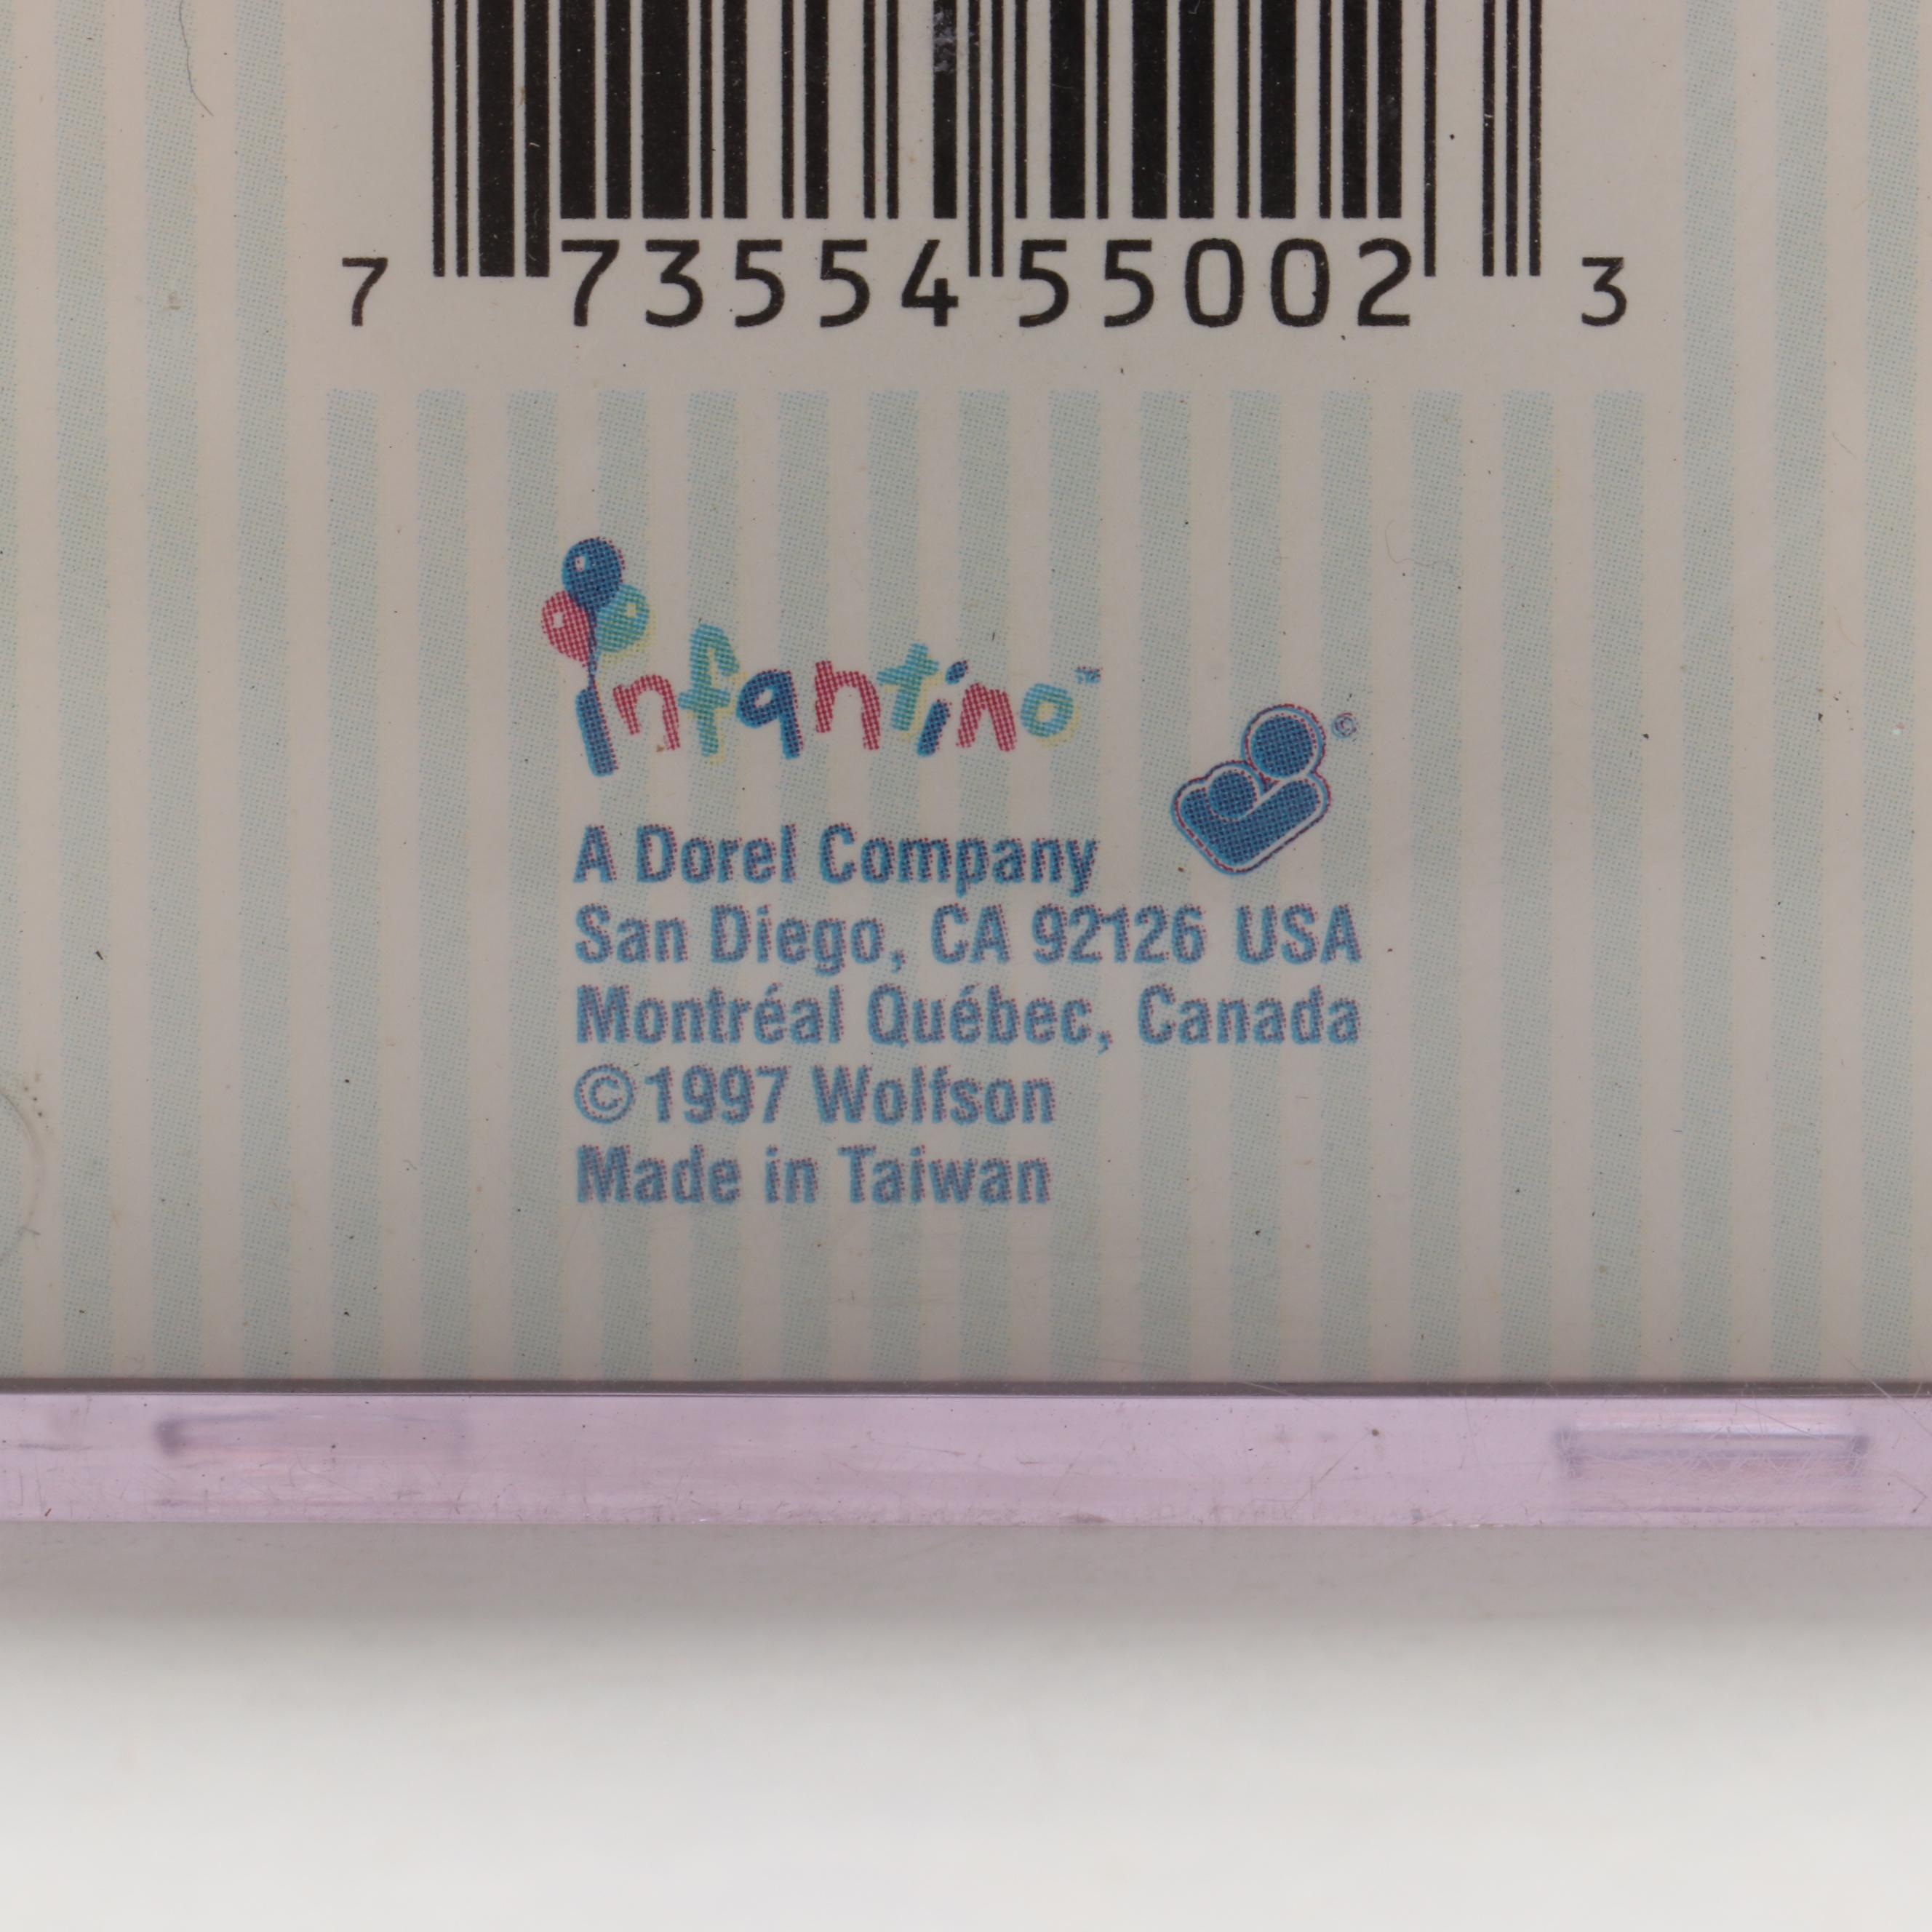 7 73554 55002 3
infantino™
©
A Dorel Company
San Diego, CA 92126 USA
Montréal Québec, Canada
©1997 Wolfson
Made in Taiwan